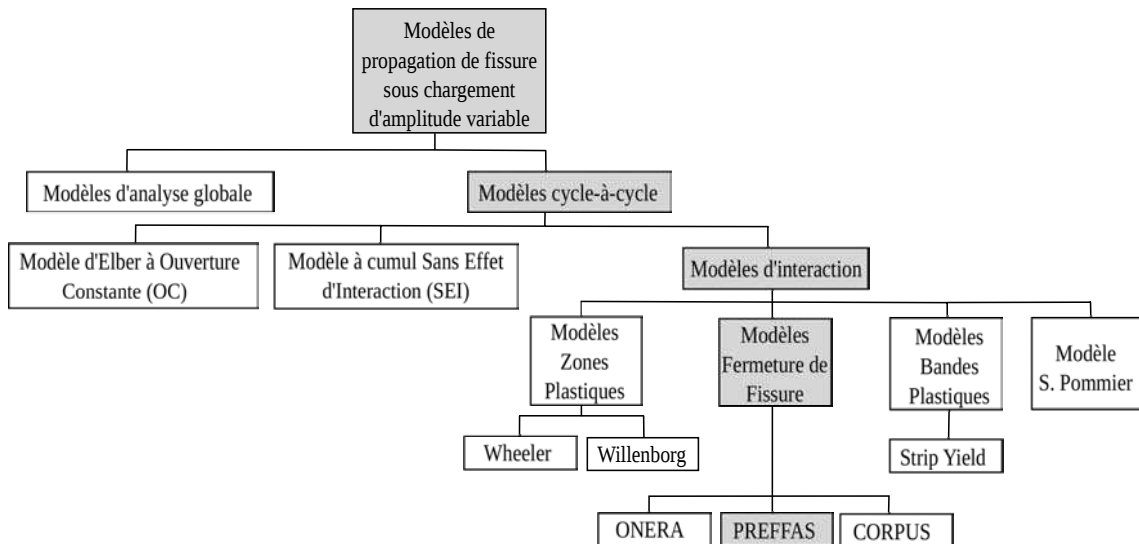 Modèles de
propagation de fissure
sous chargement
d'amplitude variable
Modèles d'analyse globale
Modèles cycle-à-cycle
Modèle d'Elber à Ouverture
Constante (OC)
Modèle à cumul Sans Effet
d'Interaction (SEI)
Modèles d'interaction
Modèles
Zones
Plastiques
Modèles
Fermeture de
Fissure
Modèles
Bandes
Plastiques
Modèle
S. Pommier
Wheeler
Willenborg
Strip Yield
ONERA
PREFFAS
CORPUS